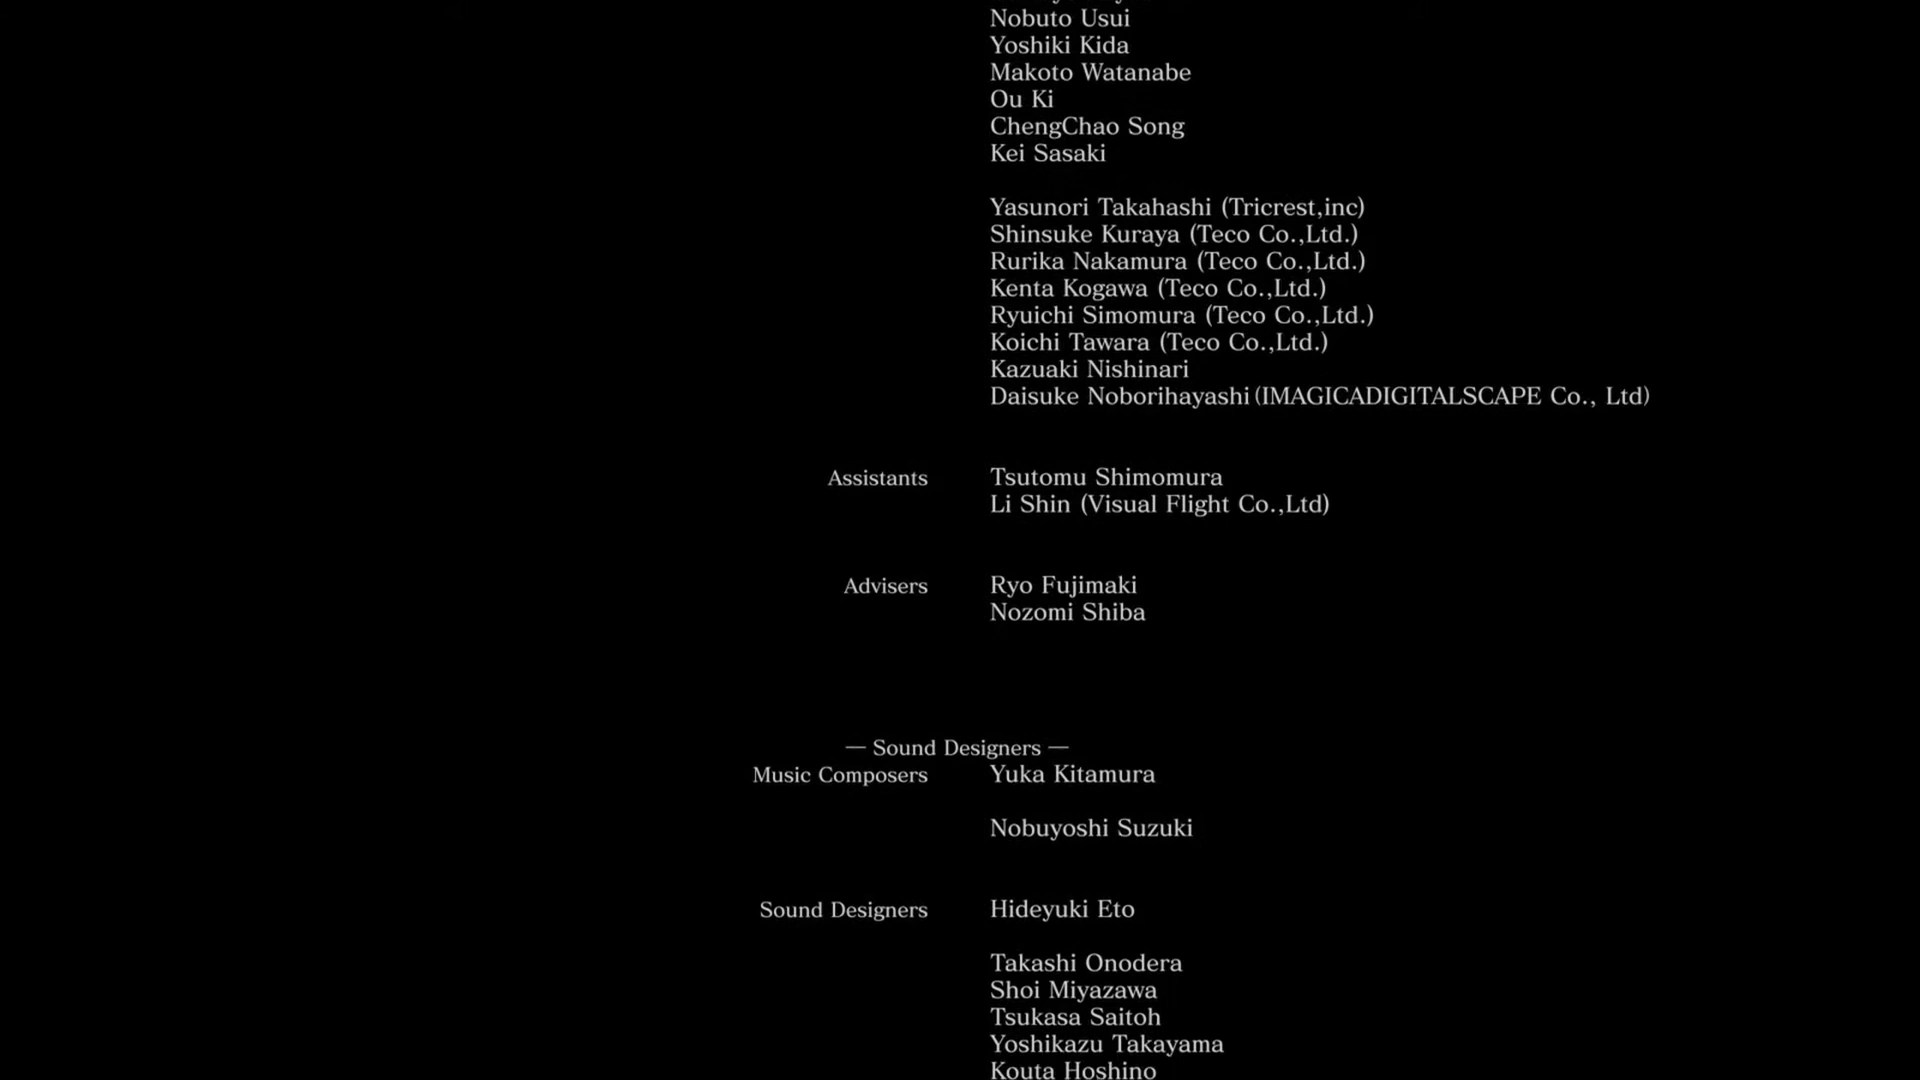 Nobuto Usui
Yoshiki Kida
Makoto Watanabe
Ou Ki
ChengChao Song
Kei Sasaki
Yasunori Takahashi (Tricrest,inc)
Shinsuke Kuraya (Teco Co.,Ltd.)
Rurika Nakamura (Teco Co.,Ltd.)
Kenta Kogawa (Teco Co.,Ltd.)
Ryuichi Simomura (Teco Co.,Ltd.)
Koichi Tawara (Teco Co.,Ltd.)
Kazuaki Nishinari
Daisuke Noborihayashi(IMAGICADIGITALSCAPE Co., Ltd)
Assistants Tsutomu Shimomura
Li Shin (Visual Flight Co.,Ltd)
Advisers Ryo Fujimaki
Nozomi Shiba
— Sound Designers —
Music Composers Yuka Kitamura
Nobuyoshi Suzuki
Sound Designers Hideyuki Eto
Takashi Onodera
Shoi Miyazawa
Tsukasa Saitoh
Yoshikazu Takayama
Kouta Hoshino